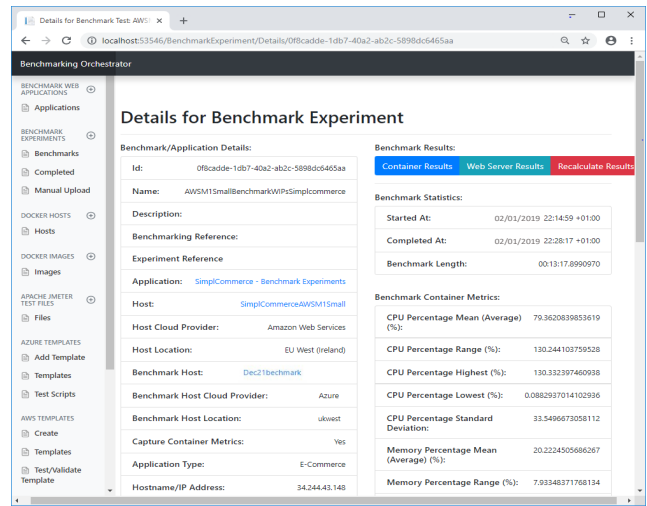 Details for Benchmark Test: AWS
localhost:53546/BenchmarkExperiment/Details/0f8cadde-1db7-40a2-ab2c-5898dc6465aa
Benchmarking Orchestrator
BENCHMARK WEB
APPLICATIONS
Applications
BENCHMARK
EXPERIMENTS
Benchmarks
Completed
Manual Upload
DOCKER HOSTS
Hosts
DOCKER IMAGES
Images
APACHE JMETER
TEST FILES
Files
AZURE TEMPLATES
Add Template
Templates
Test Scripts
AWS TEMPLATES
Create
Templates
Test/Validate
Template
Details for Benchmark Experiment
Benchmark/Application Details:
Id: 0f8cadde-1db7-40a2-ab2c-5898dc6465aa
Name: AWSM1SmallBenchmarkWIPsSimplcommerce
Description:
Benchmarking Reference:
Experiment Reference
Application: SimplCommerce - Benchmark Experiments
Host: SimplCommerceAWSM1Small
Host Cloud Provider: Amazon Web Services
Host Location: EU West (Ireland)
Benchmark Host: Dec21bechmark
Benchmark Host Cloud Provider: Azure
Benchmark Host Location: ukwest
Capture Container Metrics: Yes
Application Type: E-Commerce
Hostname/IP Address: 34.244.43.148
Benchmark Results:
Container Results Web Server Results Recalculate Results
Benchmark Statistics:
Started At: 02/01/2019 22:14:59 +01:00
Completed At: 02/01/2019 22:28:17 +01:00
Benchmark Length: 00:13:17.8990970
Benchmark Container Metrics:
CPU Percentage Mean (Average) 79.3620839853619
(%):
CPU Percentage Range (%): 130.244103759528
CPU Percentage Highest (%): 130.332397460938
CPU Percentage Lowest (%): 0.0882937014102936
CPU Percentage Standard 33.5496673058112
Deviation:
Memory Percentage Mean 20.2224505686267
(Average) (%):
Memory Percentage Range (%): 7.93348371768134